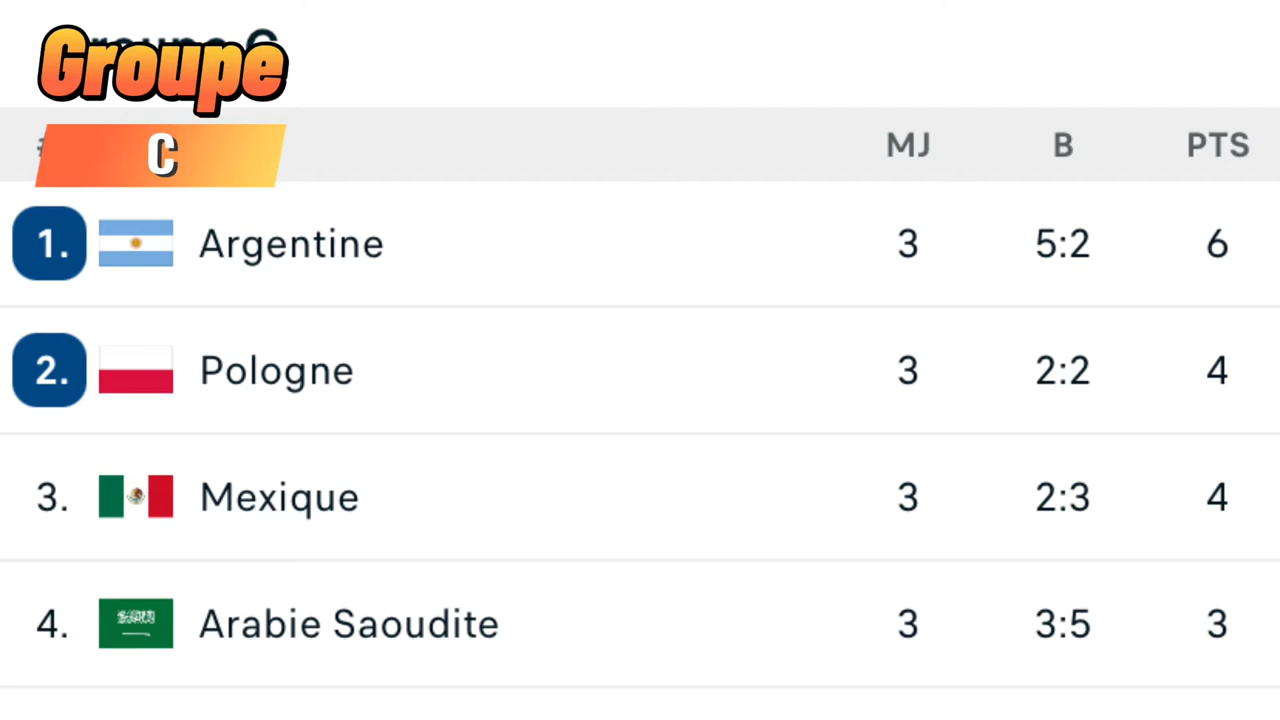 Groupe
C
MJ B PTS
1. Argentine 3 5:2 6
2. Pologne 3 2:2 4
3. Mexique 3 2:3 4
4. Arabie Saoudite 3 3:5 3